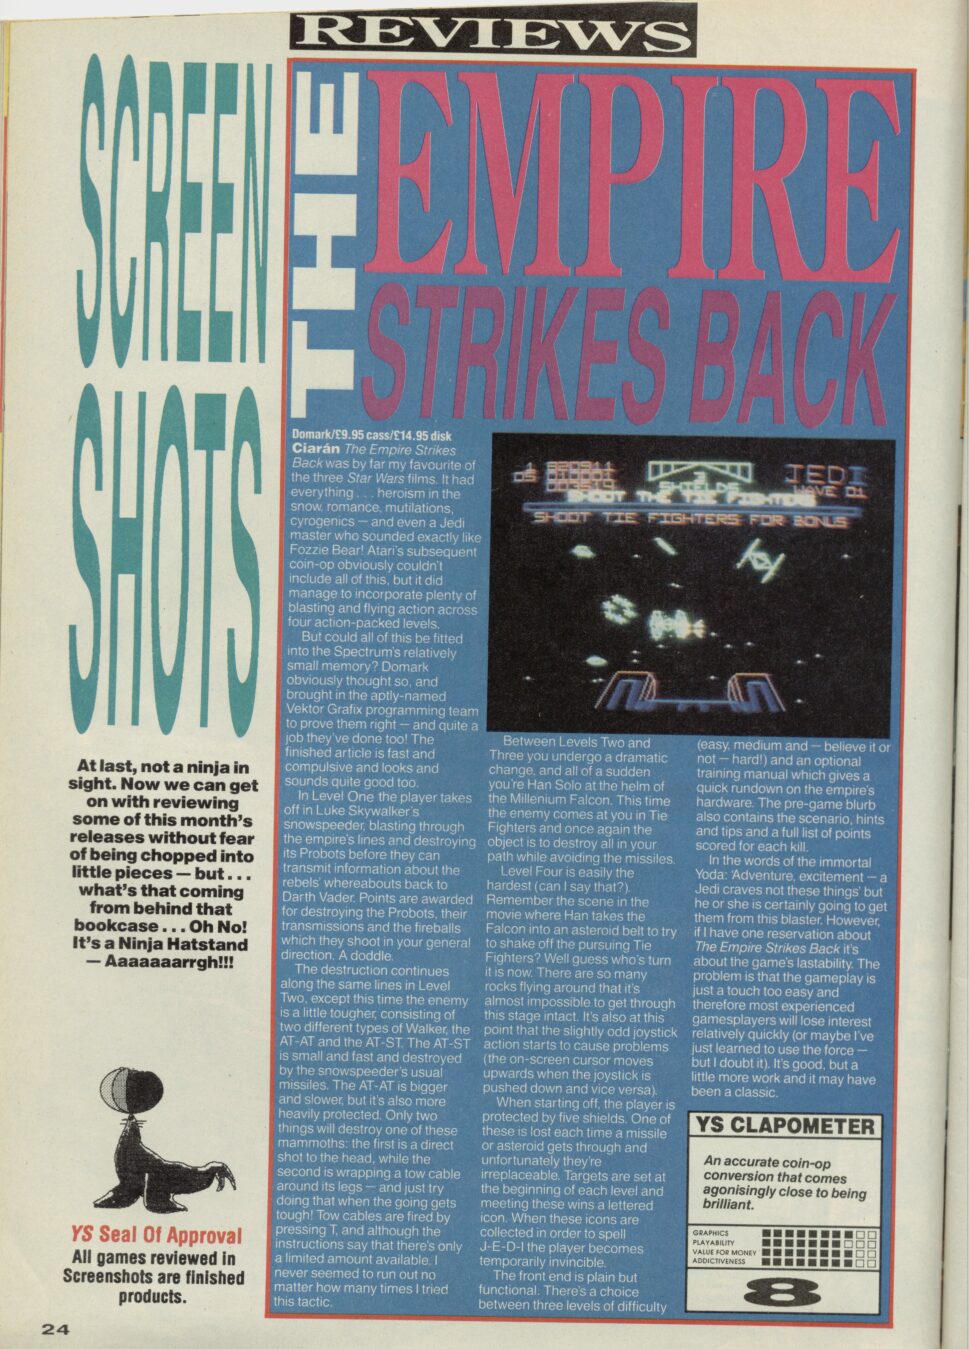 REVIEWS
SCREEN
SHOTS
At last, not a ninja in
sight. Now we can get
on with reviewing
some of this month's
releases without fear
of being chopped into
little pieces — but . . .
what's that coming
from behind that
bookcase . . . Oh No!
It's a Ninja Hatstand
— Aaaaaaarrgh!!!
YS Seal Of Approval
All games reviewed in
Screenshots are finished
products.
THE
EMPIRE
STRIKES BACK
Domark/£9.95 cass/£14.95 disk
Ciarán The Empire Strikes
Back was by far my favourite of
the three Star Wars films. It had
everything . . . heroism in the
snow, romance, mutilations,
cyrogenics — and even a Jedi
master who sounded exactly like
Fozzie Bear! Atari's subsequent
coin-op obviously couldn't
include all of this, but it did
manage to incorporate plenty of
blasting and flying action across
four action-packed levels.
But could all of this be fitted
into the Spectrum's relatively
small memory? Domark
obviously thought so, and
brought in the aptly-named
Vektor Grafix programming team
to prove them right — and quite a
job they've done too! The
finished article is fast and
compulsive and looks and
sounds quite good too.
In Level One the player takes
off in Luke Skywalker's
snowspeeder, blasting through
the empire's lines and destroying
its Probots before they can
transmit information about the
rebels' whereabouts back to
Darth Vader. Points are awarded
for destroying the Probots, their
transmissions and the fireballs
which they shoot in your general
direction. A doddle.
The destruction continues
along the same lines in Level
Two, except this time the enemy
is a little tougher, consisting of
two different types of Walker, the
AT-AT and the AT-ST. The AT-ST
is small and fast and destroyed
by the snowspeeder's usual
missiles. The AT-AT is bigger
and slower, but it's also more
heavily protected. Only two
things will destroy one of these
mammoths: the first is a direct
shot to the head, while the
second is wrapping a tow cable
around its legs — and just try
doing that when the going gets
tough! Tow cables are fired by
pressing T, and although the
instructions say that there's only
a limited amount available, I
never seemed to run out no
matter how many times I tried
this tactic.
JEDI
SHIELDS
WAVE 01
SHOOT THE TIE FIGHTERS
SHOOT TIE FIGHTERS FOR BONUS
Between Levels Two and
Three you undergo a dramatic
change, and all of a sudden
you're Han Solo at the helm of
the Millenium Falcon. This time
the enemy comes at you in Tie
Fighters and once again the
object is to destroy all in your
path while avoiding the missiles.
Level Four is easily the
hardest (can I say that?).
Remember the scene in the
movie where Han takes the
Falcon into an asteroid belt to try
to shake off the pursuing Tie
Fighters? Well guess who's turn
it is now. There are so many
rocks flying around that it's
almost impossible to get through
this stage intact. It's also at this
point that the slightly odd joystick
action starts to cause problems
(the on-screen cursor moves
upwards when the joystick is
pushed down and vice versa).
When starting off, the player is
protected by five shields. One of
these is lost each time a missile
or asteroid gets through and
unfortunately they're
irreplaceable. Targets are set at
the beginning of each level and
meeting these wins a lettered
icon. When these icons are
collected in order to spell
J-E-D-I the player becomes
temporarily invincible.
The front end is plain but
functional. There's a choice
between three levels of difficulty
(easy, medium and — believe it or
not — hard!) and an optional
training manual which gives a
quick rundown on the empire's
hardware. The pre-game blurb
also contains the scenario, hints
and tips and a full list of points
scored for each kill.
In the words of the immortal
Yoda: 'Adventure, excitement — a
Jedi craves not these things' but
he or she is certainly going to get
them from this blaster. However,
if I have one reservation about
The Empire Strikes Back it's
about the game's lastability. The
problem is that the gameplay is
just a touch too easy and
therefore most experienced
gamesplayers will lose interest
relatively quickly (or maybe I've
just learned to use the force —
but I doubt it). It's good, but a
little more work and it may have
been a classic.
YS CLAPOMETER
An accurate coin-op
conversion that comes
agonisingly close to being
brilliant.
GRAPHICS
PLAYABILITY
VALUE FOR MONEY
ADDICTIVENESS
8
24